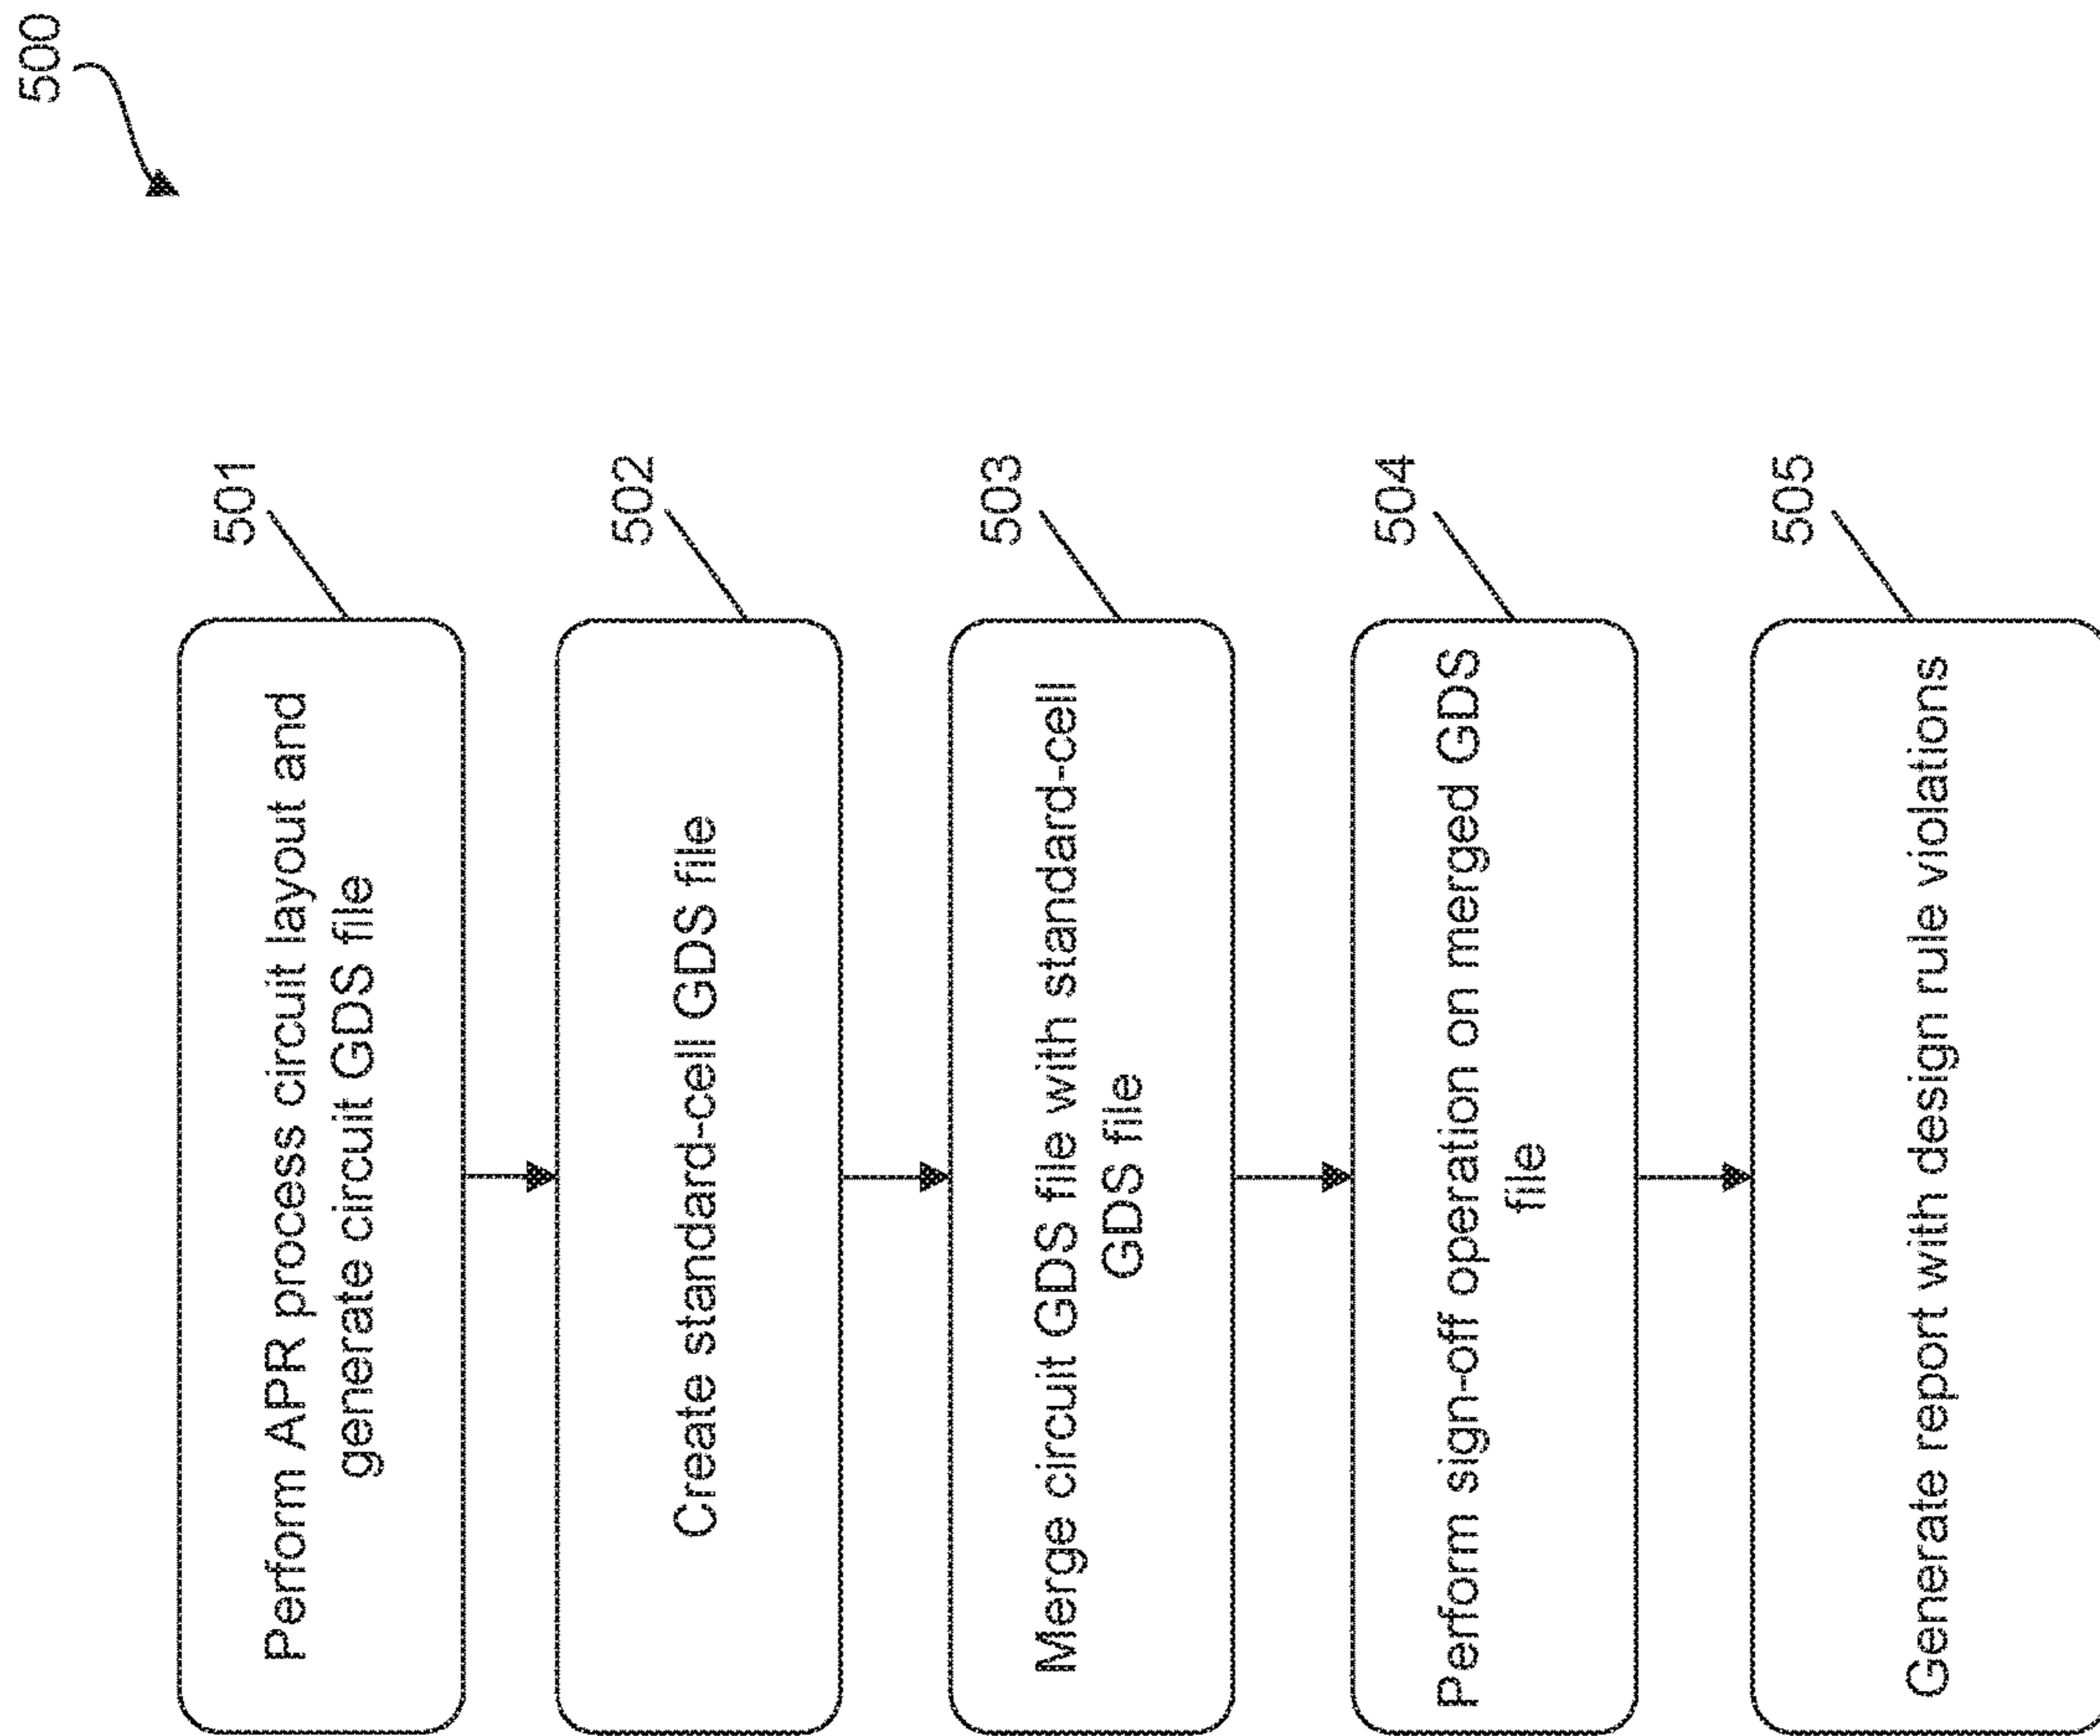 500
501
Perform APR process circuit layout and
generate circuit GDS file
502
Create standard-cell GDS file
503
Merge circuit GDS file with standard-cell
GDS file
504
Perform sign-off operation on merged GDS
file
505
Generate report with design rule violations